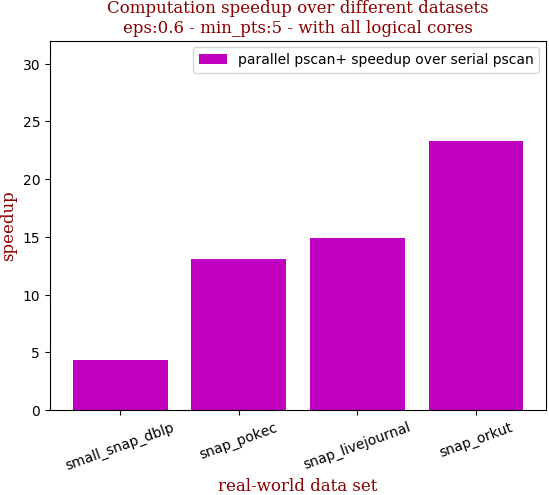 Computation speedup over different datasets
eps:0.6 - min_pts:5 - with all logical cores
parallel pscan+ speedup over serial pscan
speedup
30
25
20
15
10
5
0
small_snap_dblp
snap_pokec
snap_livejournal
snap_orkut
real-world data set